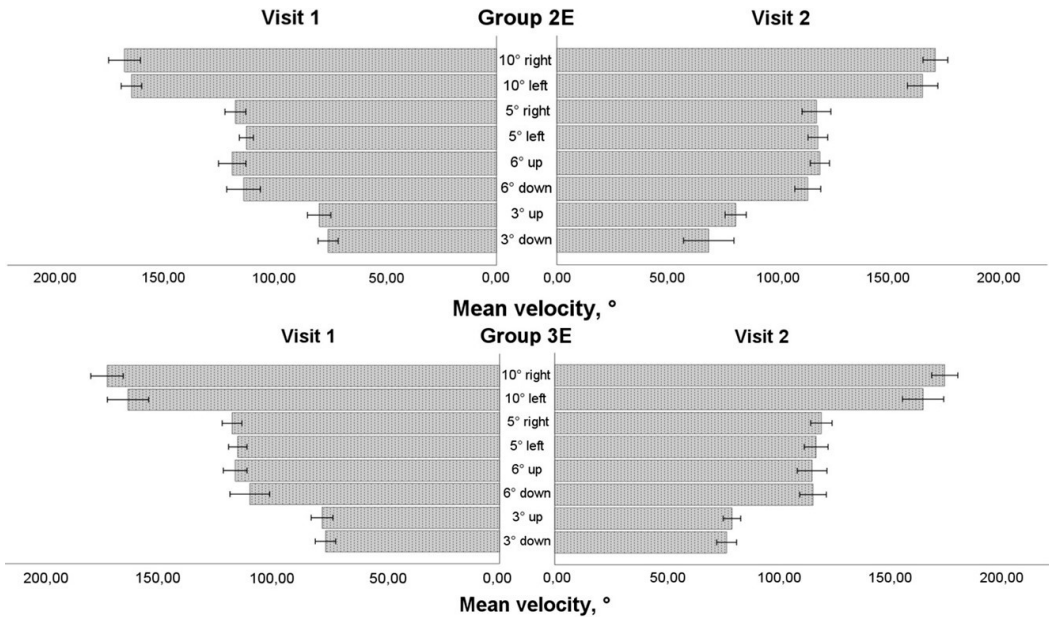 Visit 1 Group 2E Visit 2
10° right
10° left
5° right
5° left
6° up
6° down
3° up
3° down
200,00 150,00 100,00 50,00 0,00 0,00 50,00 100,00 150,00 200,00
Mean velocity, °
Visit 1 Group 3E Visit 2
10° right
10° left
5° right
5° left
6° up
6° down
3° up
3° down
200,00 150,00 100,00 50,00 0,00 0,00 50,00 100,00 150,00 200,00
Mean velocity, °